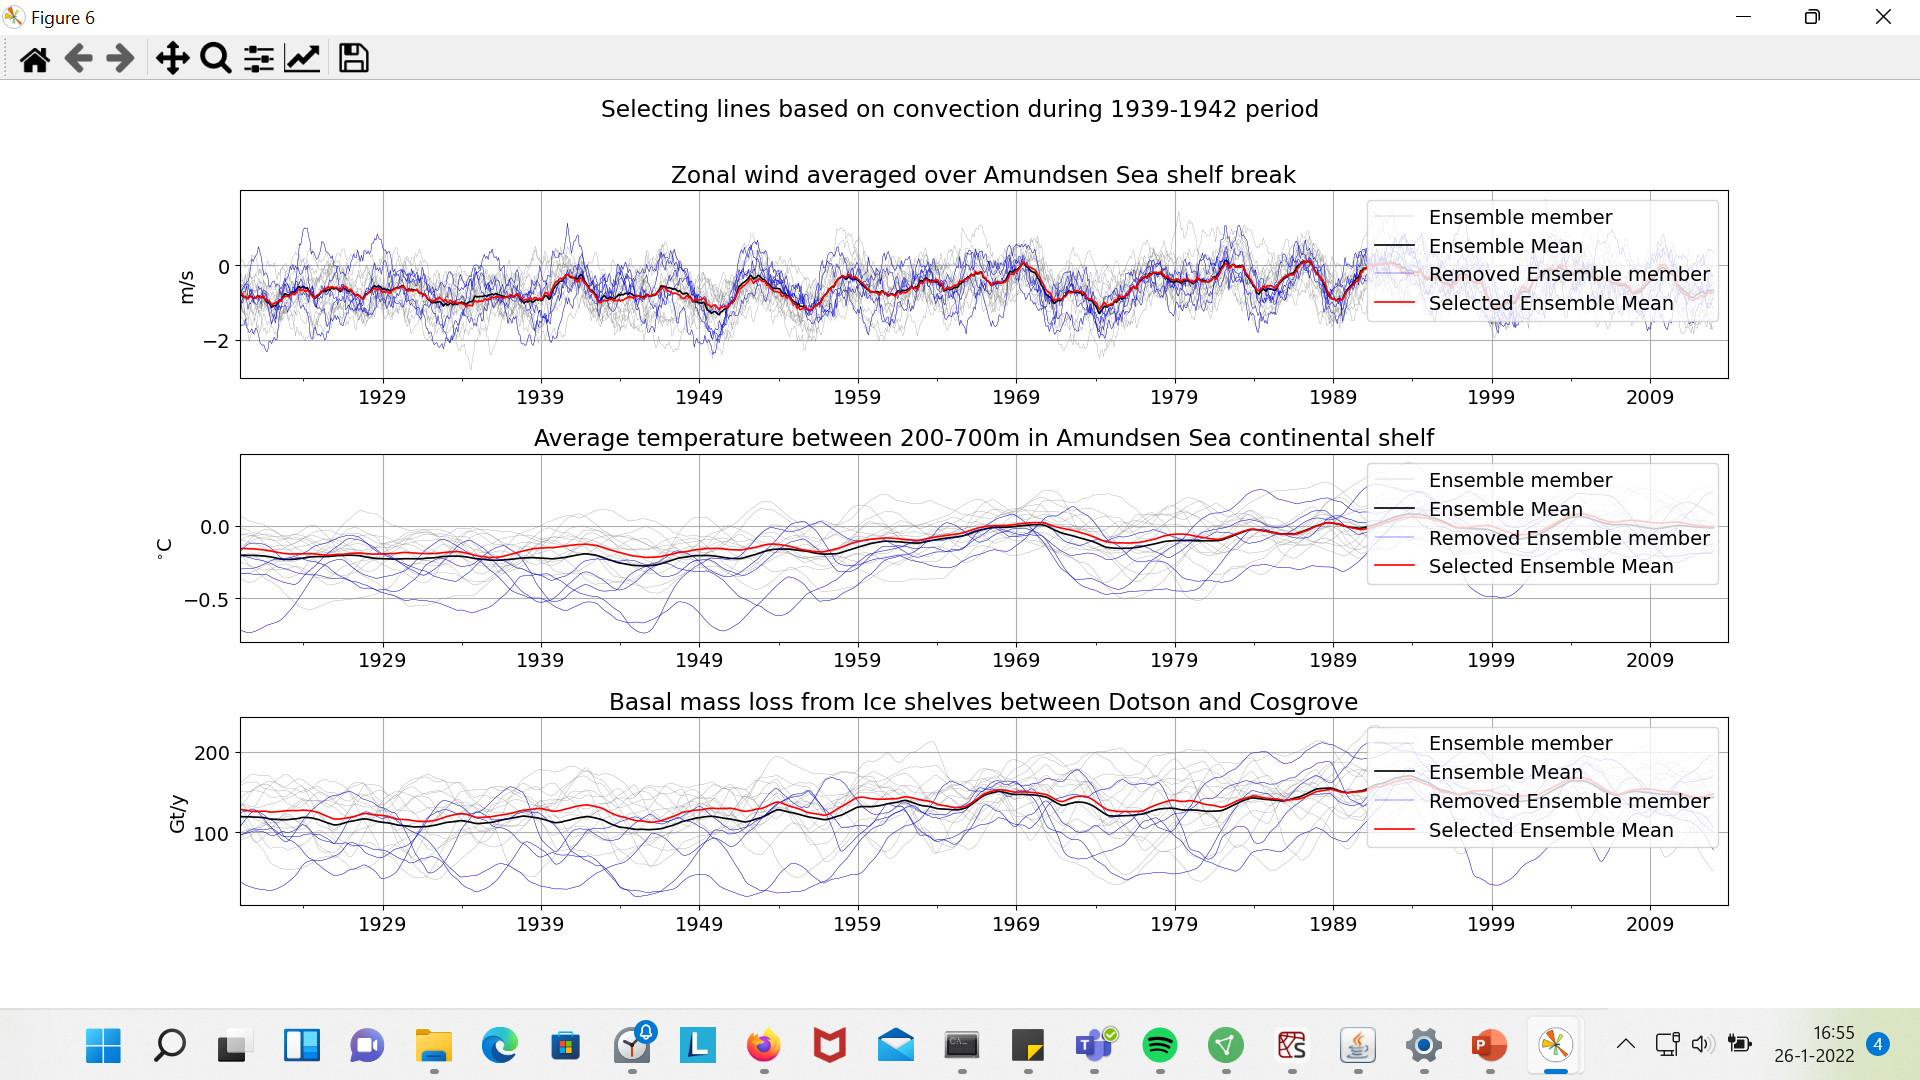 Figure 6
Selecting lines based on convection during 1939-1942 period
Zonal wind averaged over Amundsen Sea shelf break
m/s
0
−2
Ensemble member
Ensemble Mean
Removed Ensemble member
Selected Ensemble Mean
1929 1939 1949 1959 1969 1979 1989 1999 2009
Average temperature between 200-700m in Amundsen Sea continental shelf
°C
0.0
−0.5
Ensemble member
Ensemble Mean
Removed Ensemble member
Selected Ensemble Mean
1929 1939 1949 1959 1969 1979 1989 1999 2009
Basal mass loss from Ice shelves between Dotson and Cosgrove
Gt/y
200
100
Ensemble member
Ensemble Mean
Removed Ensemble member
Selected Ensemble Mean
1929 1939 1949 1959 1969 1979 1989 1999 2009
16:55
26-1-2022
4